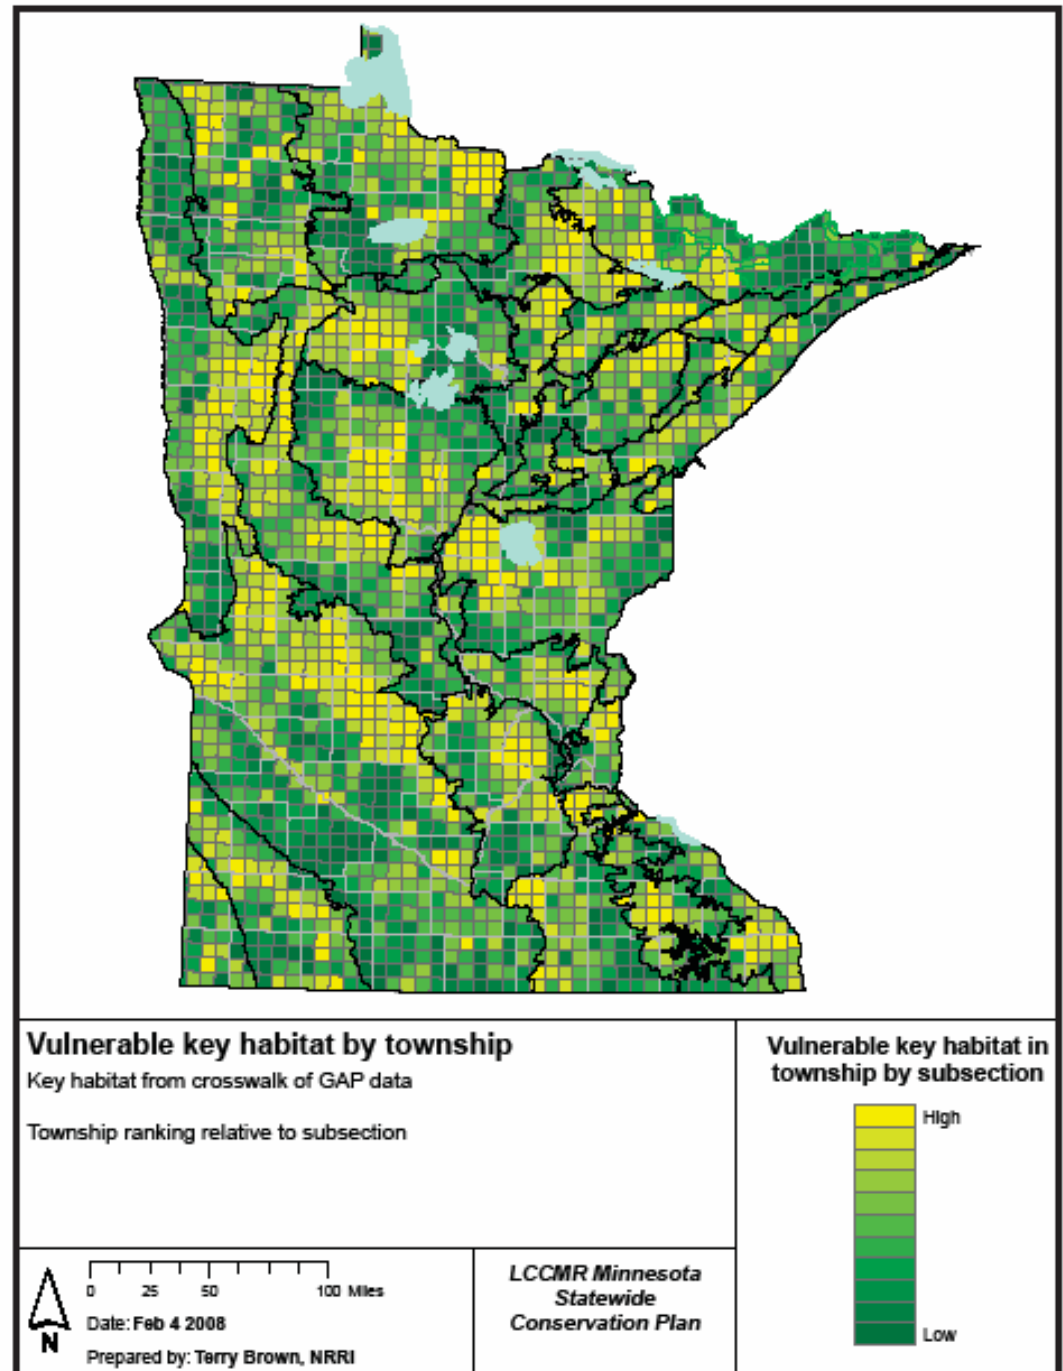 Vulnerable key habitat by township
Key habitat from crosswalk of GAP data
Township ranking relative to subsection
Vulnerable key habitat in
township by subsection
High
Low
0 25 50 100 Miles
N
Date: Feb 4 2008
Prepared by: Terry Brown, NRRI
LCCMR Minnesota
Statewide
Conservation Plan